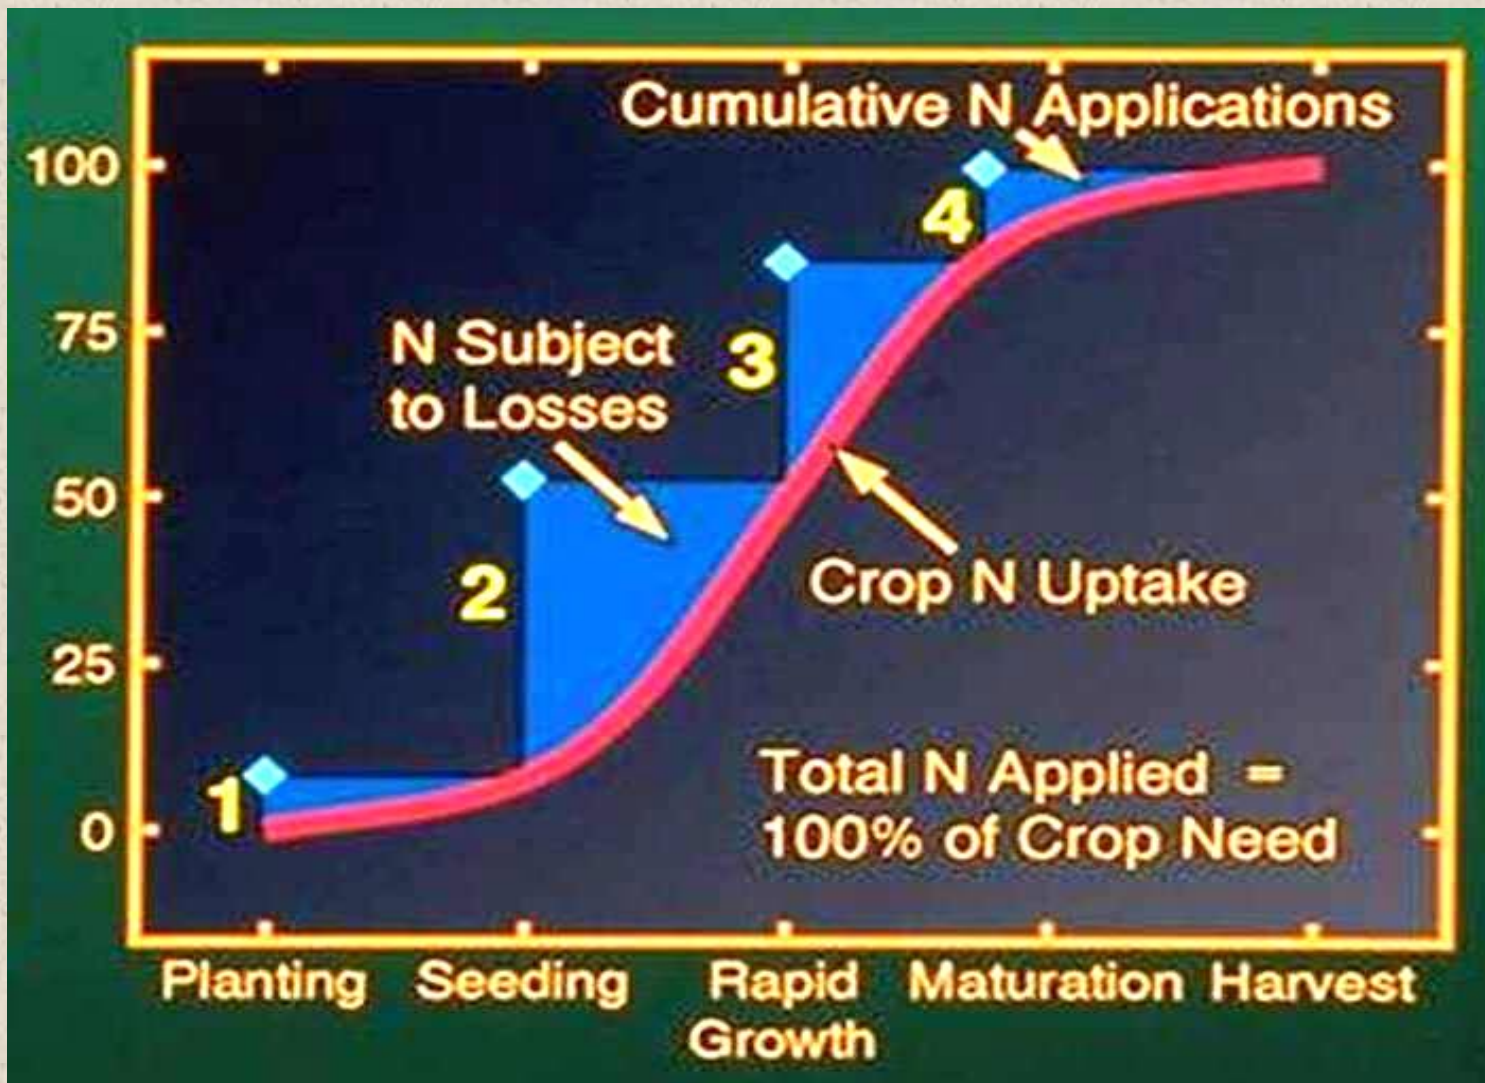 Cumulative N Applications
100
4
3
75
N Subject
to Losses
50
2
Crop N Uptake
25
Total N Applied =
100% of Crop Need
1
0
Planting Seeding Rapid Maturation Harvest
Growth